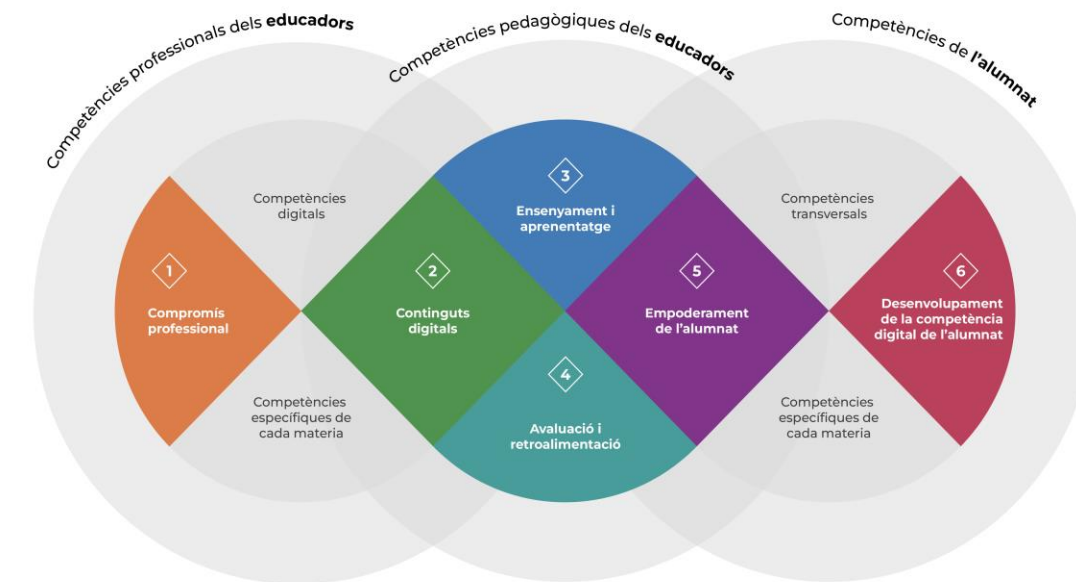 Competències professionals dels educadors
Competències pedagògiques dels educadors
Competències de l'alumnat
Competències
digitals
3
Ensenyament i
aprenentatge
Competències
transversals
1
Compromís
professional
2
Continguts
digitals
5
Empoderament
de l'alumnat
6
Desenvolupament
de la competència
digital de l'alumnat
4
Avaluació i
retroalimentació
Competències
específiques de
cada materia
Competències
específiques de
cada materia